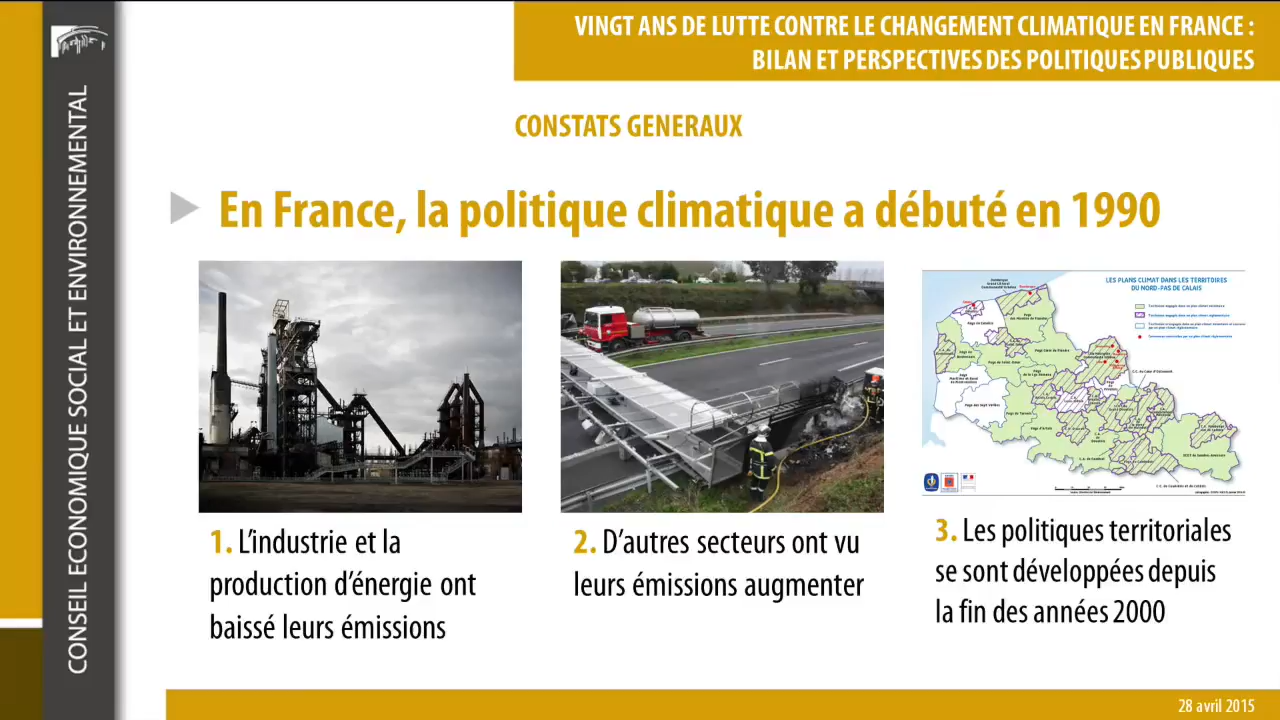 VINGT ANS DE LUTTE CONTRE LE CHANGEMENT CLIMATIQUE EN FRANCE :
BILAN ET PERSPECTIVES DES POLITIQUES PUBLIQUES
CONSEIL ECONOMIQUE SOCIAL ET ENVIRONNEMENTAL
CONSTATS GENERAUX
En France, la politique climatique a débuté en 1990
LES PLANS CLIMAT DANS LES TERRITOIRES
DU NORD-PAS DE CALAIS
1. L'industrie et la
production d'énergie ont
baissé leurs émissions
2. D'autres secteurs ont vu
leurs émissions augmenter
3. Les politiques territoriales
se sont développées depuis
la fin des années 2000
28 avril 2015